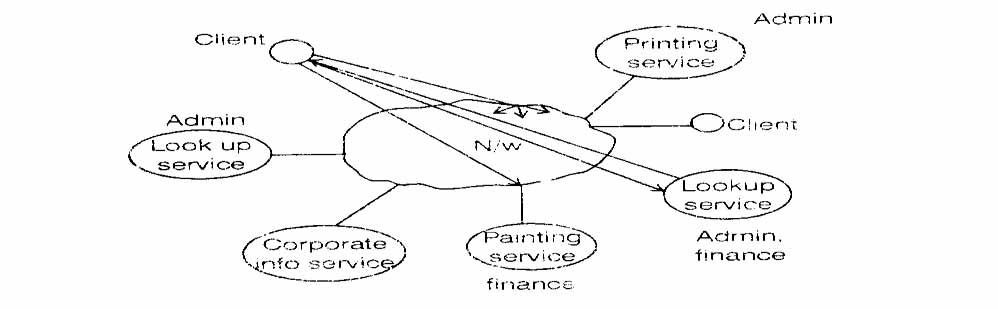 Admin
Client
Printing
service
Client
Admin
Look up
service
N/w
Lookup
service
Admin,
finance
Corporate
info service
Painting
service
finance